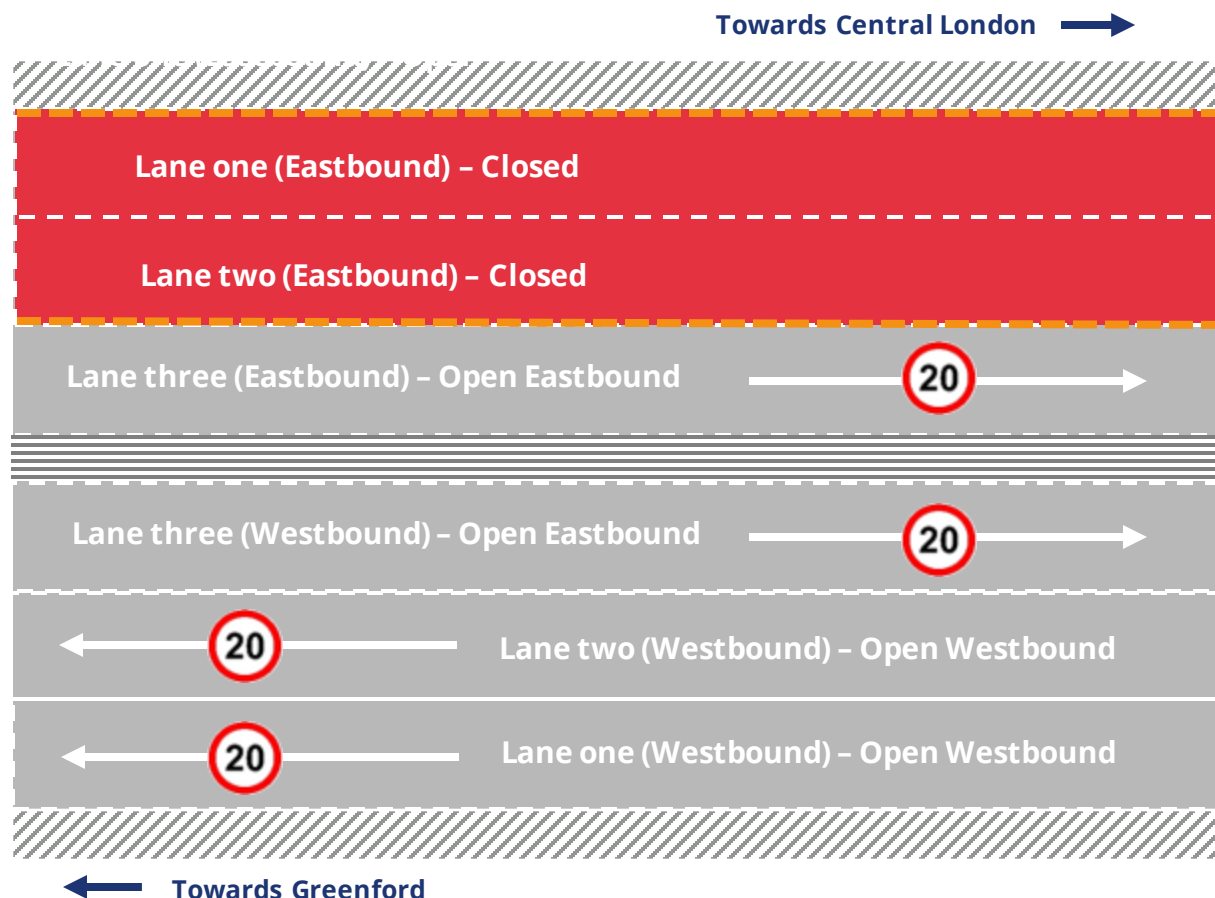 Towards Central London
Lane one (Eastbound) – Closed
Lane two (Eastbound) – Closed
Lane three (Eastbound) – Open Eastbound
20
Lane three (Westbound) – Open Eastbound
20
20
Lane two (Westbound) – Open Westbound
20
Lane one (Westbound) – Open Westbound
Towards Greenford